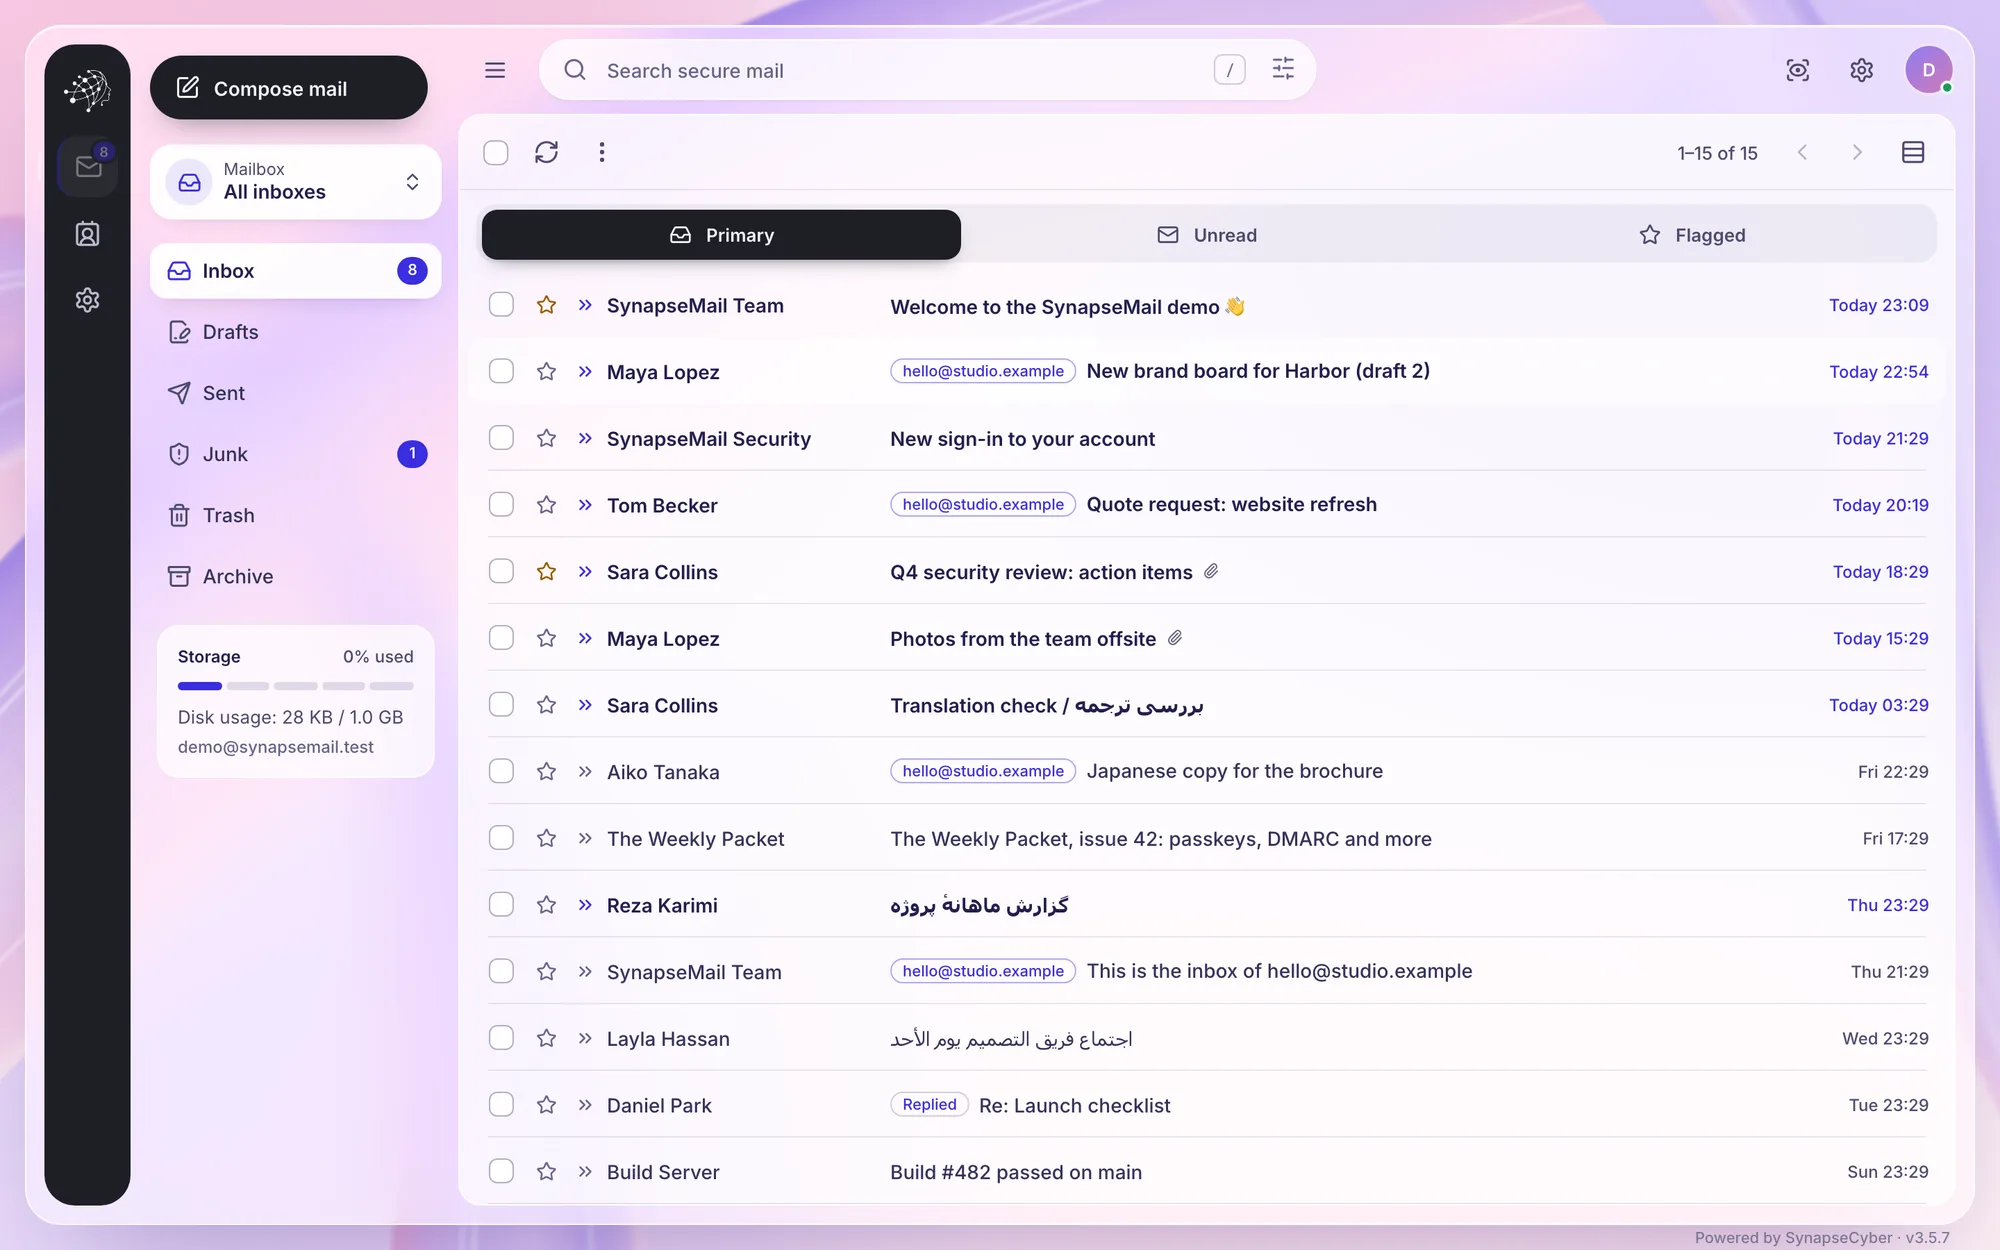 8
Compose mail
Mailbox
All inboxes
Inbox 8
Drafts
Sent
Junk 1
Trash
Archive
Storage 0% used
Disk usage: 28 KB / 1.0 GB
demo@synapsemail.test
Search secure mail /
D
1–15 of 15
Primary Unread Flagged
SynapseMail Team Welcome to the SynapseMail demo 👋 Today 23:09
Maya Lopez hello@studio.example New brand board for Harbor (draft 2) Today 22:54
SynapseMail Security New sign-in to your account Today 21:29
Tom Becker hello@studio.example Quote request: website refresh Today 20:19
Sara Collins Q4 security review: action items Today 18:29
Maya Lopez Photos from the team offsite Today 15:29
Sara Collins Translation check / بررسی ترجمه Today 03:29
Aiko Tanaka hello@studio.example Japanese copy for the brochure Fri 22:29
The Weekly Packet The Weekly Packet, issue 42: passkeys, DMARC and more Fri 17:29
Reza Karimi گزارش ماهانهٔ پروژه Thu 23:29
SynapseMail Team hello@studio.example This is the inbox of hello@studio.example Thu 21:29
Layla Hassan اجتماع فريق التصميم يوم الأحد Wed 23:29
Daniel Park Replied Re: Launch checklist Tue 23:29
Build Server Build #482 passed on main Sun 23:29
Powered by SynapseCyber · v3.5.7